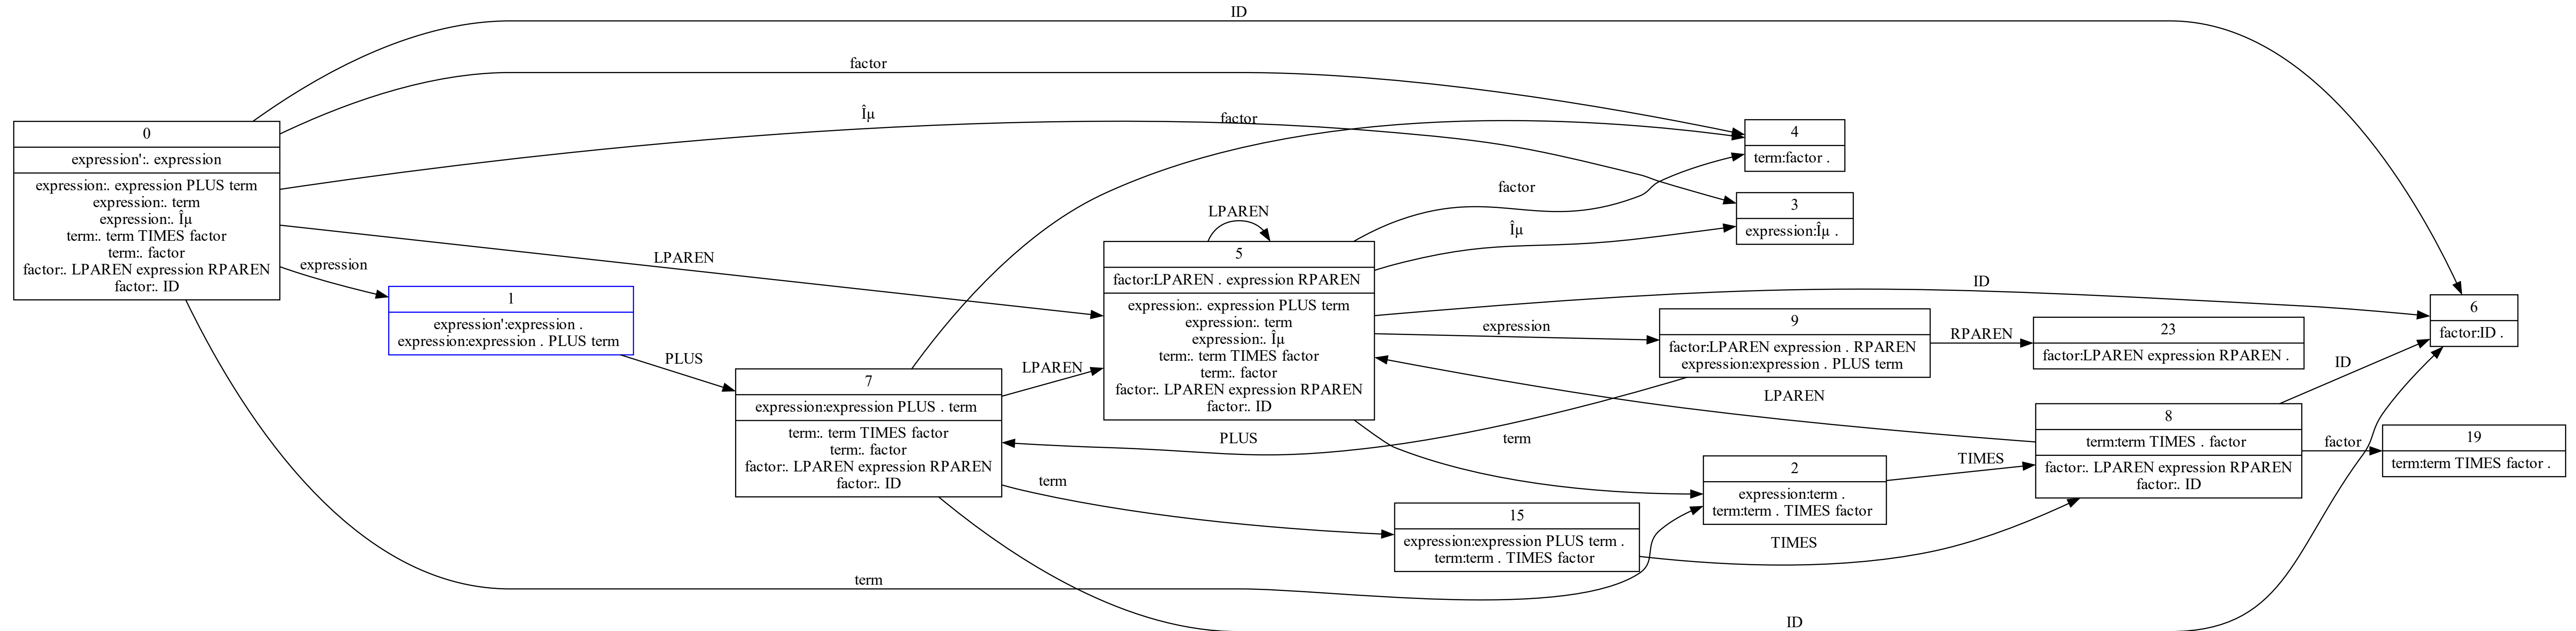 ID
factor
Îµ
factor
0
expression':. expression
expression:. expression PLUS term
expression:. term
expression:. Îµ
term:. term TIMES factor
term:. factor
factor:. LPAREN expression RPAREN
factor:. ID
LPAREN
expression
term
1
expression':expression .
expression:expression . PLUS term
PLUS
7
expression:expression PLUS . term
term:. term TIMES factor
term:. factor
factor:. LPAREN expression RPAREN
factor:. ID
LPAREN
PLUS
term
ID
LPAREN
5
factor:LPAREN . expression RPAREN
expression:. expression PLUS term
expression:. term
expression:. Îµ
term:. term TIMES factor
term:. factor
factor:. LPAREN expression RPAREN
factor:. ID
factor
Îµ
ID
expression
term
15
expression:expression PLUS term .
term:term . TIMES factor
TIMES
4
term:factor .
3
expression:Îµ .
9
factor:LPAREN expression . RPAREN
expression:expression . PLUS term
RPAREN
LPAREN
2
expression:term .
term:term . TIMES factor
TIMES
23
factor:LPAREN expression RPAREN .
8
term:term TIMES . factor
factor:. LPAREN expression RPAREN
factor:. ID
ID
factor
6
factor:ID .
19
term:term TIMES factor .